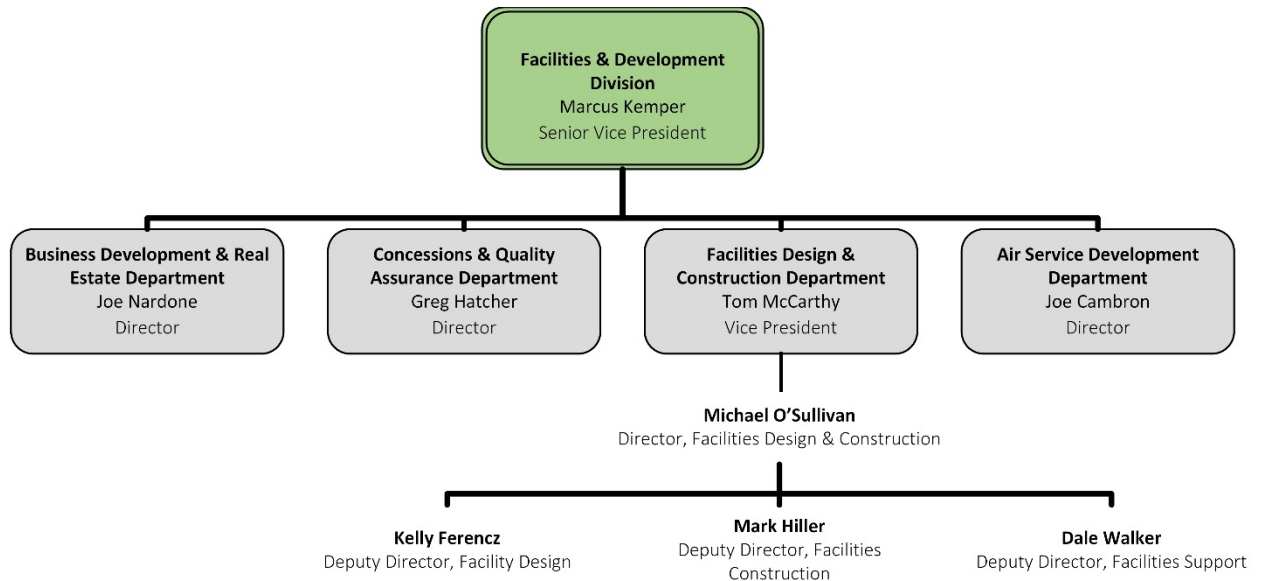 Facilities & Development
Division
Marcus Kemper
Senior Vice President
Business Development & Real
Estate Department
Joe Nardone
Director
Concessions & Quality
Assurance Department
Greg Hatcher
Director
Facilities Design &
Construction Department
Tom McCarthy
Vice President
Air Service Development
Department
Joe Cambron
Director
Michael O’Sullivan
Director, Facilities Design & Construction
Kelly Ferencz
Deputy Director, Facility Design
Mark Hiller
Deputy Director, Facilities
Construction
Dale Walker
Deputy Director, Facilities Support